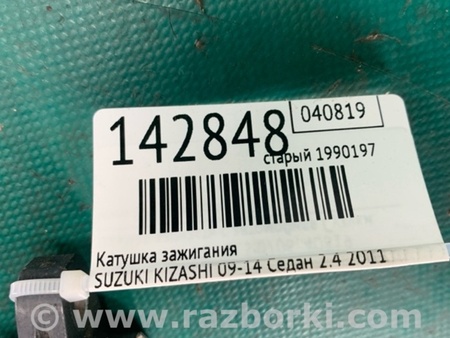 040819
142848
старый 1990197
Катушка зажигания
SUZUKI KIZASHI 09-14 Седан 2.4 2011
www.razborki.com